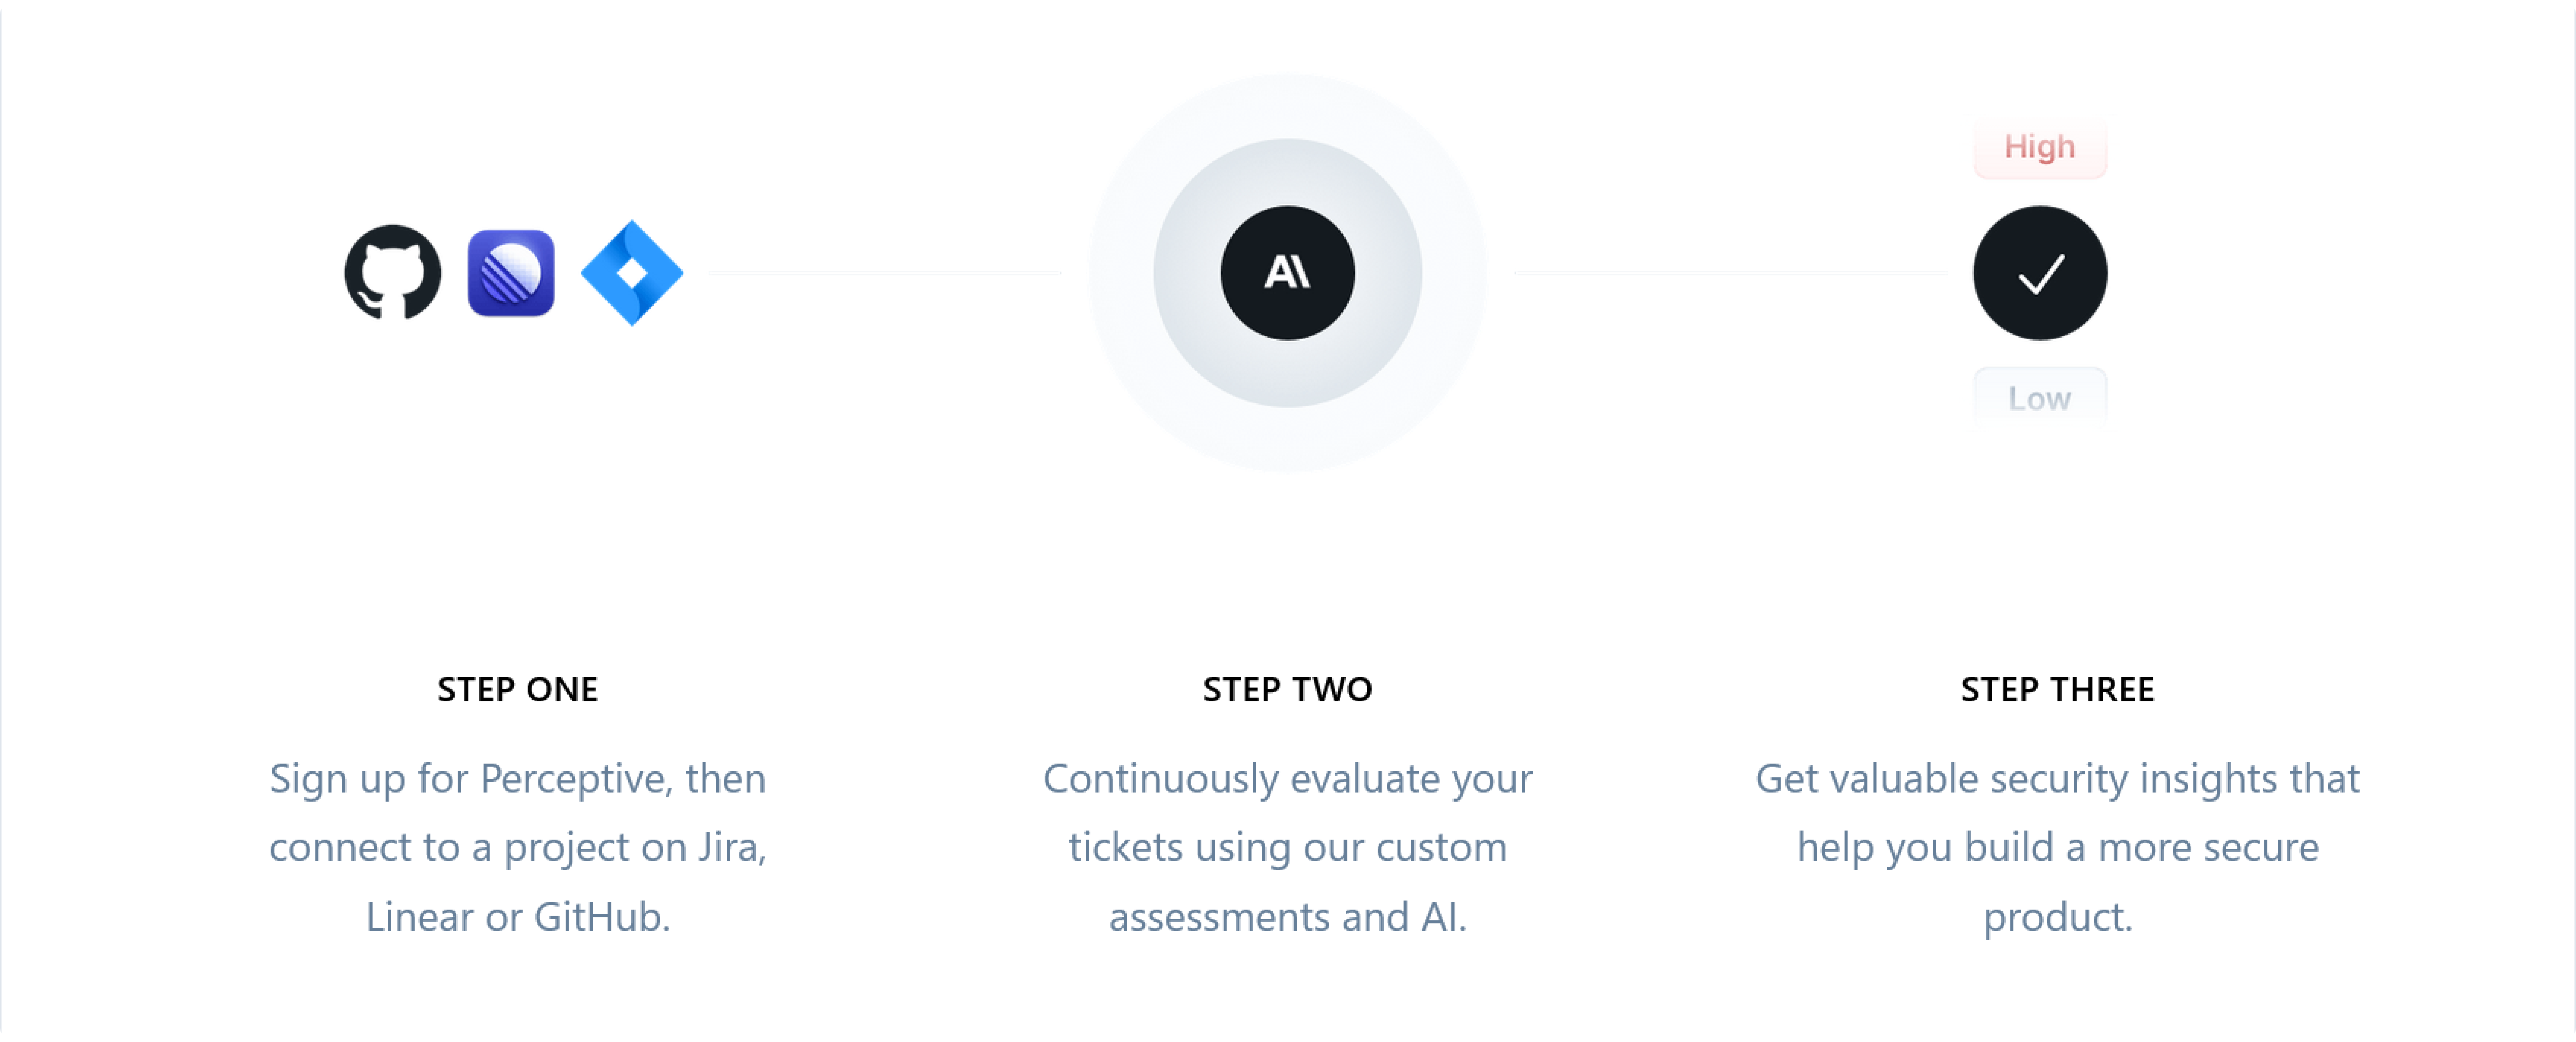 High
A\
Low
STEP ONE
Sign up for Perceptive, then
connect to a project on Jira,
Linear or GitHub.
STEP TWO
Continuously evaluate your
tickets using our custom
assessments and AI.
STEP THREE
Get valuable security insights that
help you build a more secure
product.